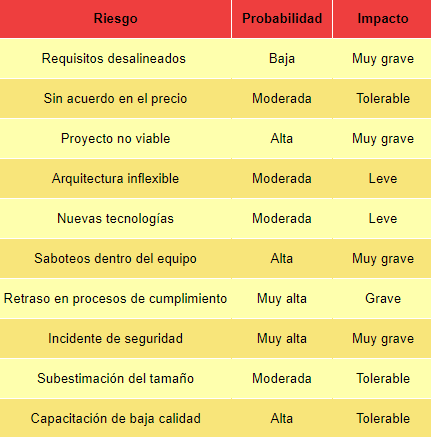 Riesgo Probabilidad Impacto
Requisitos desalineados Baja Muy grave
Sin acuerdo en el precio Moderada Tolerable
Proyecto no viable Alta Muy grave
Arquitectura inflexible Moderada Leve
Nuevas tecnologías Moderada Leve
Saboteos dentro del equipo Alta Muy grave
Retraso en procesos de cumplimiento Muy alta Grave
Incidente de seguridad Muy alta Muy grave
Subestimación del tamaño Moderada Tolerable
Capacitación de baja calidad Alta Tolerable